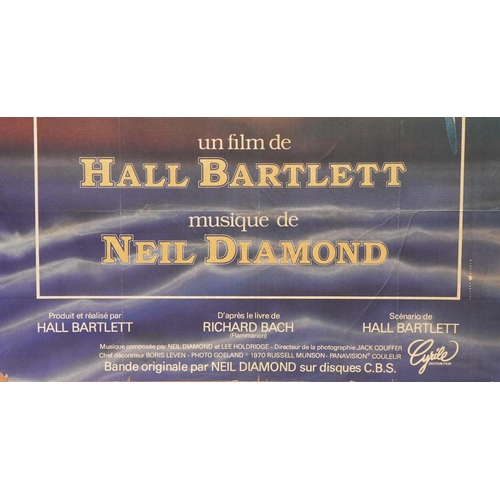 un film de
HALL BARTLETT
musique de
NEIL DIAMOND
Produit et réalisé par
HALL BARTLETT
D'après le livre de
RICHARD BACH
(Flammarion)
Scénario de
HALL BARTLETT
Musique composée par NEIL DIAMOND et LEE HOLDRIDGE - Directeur de la photographie JACK COUFFER
Chef décorateur BORIS LEVEN - PHOTO GOELAND © 1970 RUSSELL MUNSON - PANAVISION® COULEUR
Bande originale par NEIL DIAMOND sur disques C.B.S.
Cyrile
DISTRIBUTION